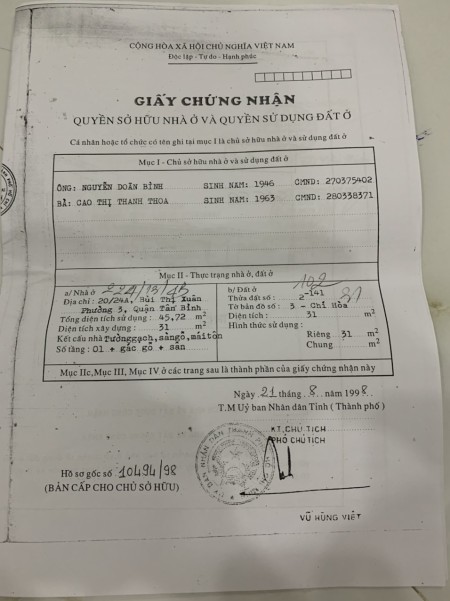 CỘNG HÒA XÃ HỘI CHỦ NGHĨA VIỆT NAM
Độc lập - Tự do - Hạnh phúc
GIẤY CHỨNG NHẬN
QUYỀN SỞ HỮU NHÀ Ở VÀ QUYỀN SỬ DỤNG ĐẤT Ở
Cá nhân hoặc tổ chức có tên ghi tại mục I là chủ sở hữu nhà ở và sử dụng đất ở
Mục I - Chủ sở hữu nhà ở và sử dụng đất ở
ÔNG: NGUYỄN DOÃN BÌNH SINH NĂM: 1946 CMND: 270375402
BÀ: CAO THỊ THANH THOA SINH NĂM: 1963 CMND: 280338371
Mục II - Thực trạng nhà ở, đất ở
a/ Nhà ở 224/13/43
Địa chỉ : 20/24A, Bùi Thị Xuân
Phường 3, Quận Tân Bình
Tổng diện tích sử dụng : 45,72 m2
Diện tích xây dựng : 31 m2
Kết cấu nhà Tường gạch, sàn gỗ, mái tôn
Số tầng : 01 + gác gỗ + sàn
b/ Đất ở 102
Thửa đất số : 2-141
Tờ bản đồ số : 3 - Chí Hòa 31
Diện tích : 31 m2
Hình thức sử dụng :
Riêng 31 m2
Chung m2
Mục IIc, Mục III, Mục IV ở các trang sau là thành phần của giấy chứng nhận này
Ngày 21 tháng 8 năm 1998
T.M Uỷ ban Nhân dân Tỉnh ( Thành phố )
KT. CHỦ TỊCH
PHÓ CHỦ TỊCH
Hồ sơ gốc số 10494/98
(BẢN CẤP CHO CHỦ SỞ HỮU)
VŨ HÙNG VIỆT